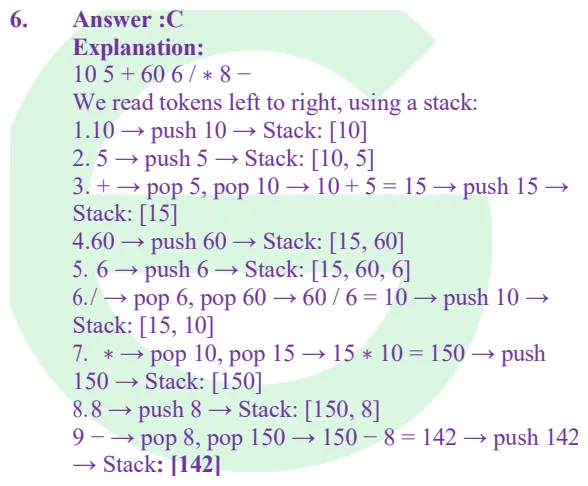 6. Answer :C
Explanation:
10 5 + 60 6 / ∗ 8 −
We read tokens left to right, using a stack:
1.10 → push 10 → Stack: [10]
2. 5 → push 5 → Stack: [10, 5]
3. + → pop 5, pop 10 → 10 + 5 = 15 → push 15 →
Stack: [15]
4.60 → push 60 → Stack: [15, 60]
5. 6 → push 6 → Stack: [15, 60, 6]
6./ → pop 6, pop 60 → 60 / 6 = 10 → push 10 →
Stack: [15, 10]
7. ∗ → pop 10, pop 15 → 15 ∗ 10 = 150 → push
150 → Stack: [150]
8.8 → push 8 → Stack: [150, 8]
9 − → pop 8, pop 150 → 150 − 8 = 142 → push 142
→ Stack: [142]